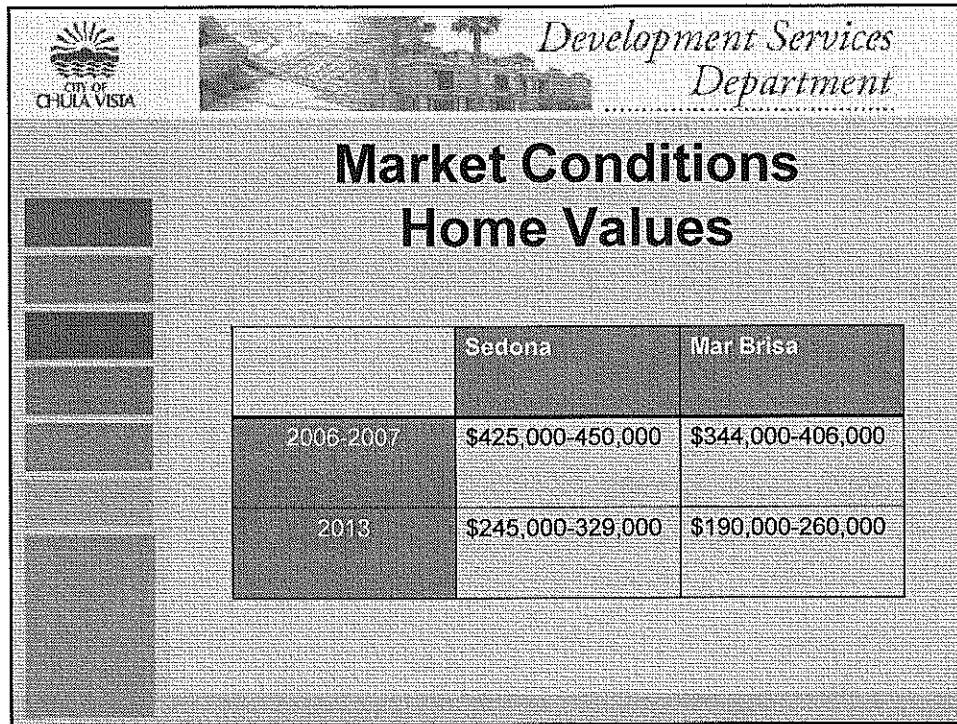 CITY OF
CHULA VISTA
Development Services
Department
Market Conditions
Home Values
Sedona Mar Brisa
2006-2007 $425,000-450,000 $344,000-406,000
2013 $245,000-329,000 $190,000-260,000